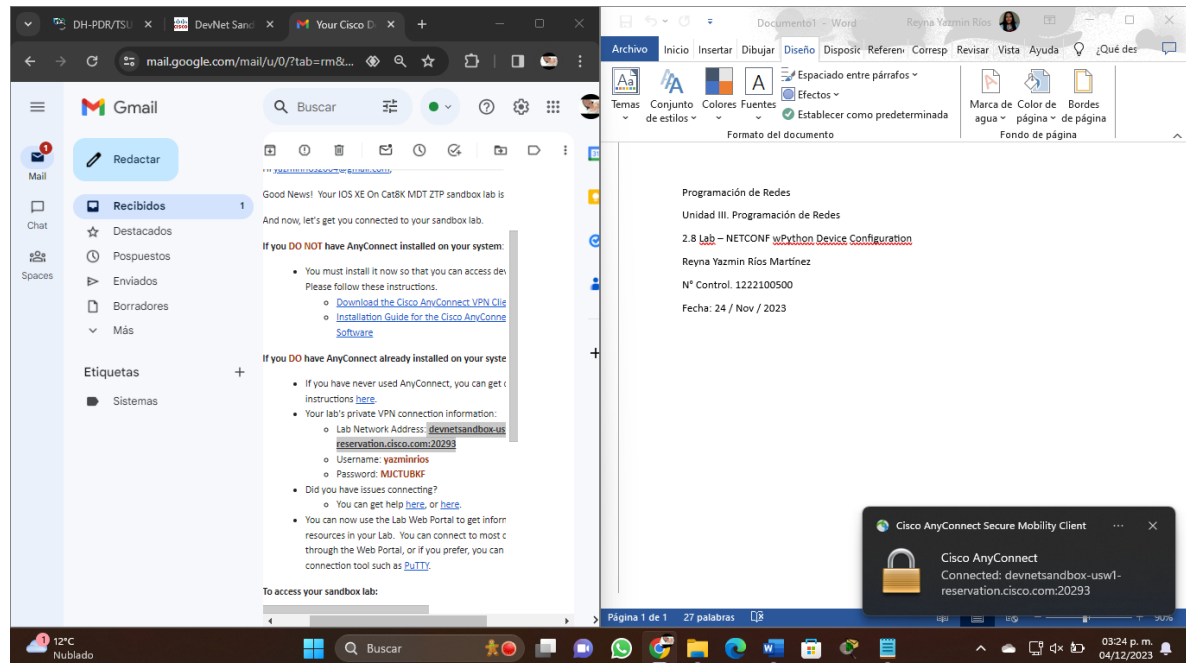 DH-PDR/TSU
DevNet Sand
Your Cisco D
mail.google.com/mail/u/0/?tab=rm&...
Gmail
Buscar
1
Mail
Chat
Spaces
Redactar
Recibidos 1
Destacados
Pospuestos
Enviados
Borradores
Más
Etiquetas +
Sistemas
Good News! Your IOS XE On Cat8K MDT ZTP sandbox lab is
And now, let's get you connected to your sandbox lab.
If you DO NOT have AnyConnect installed on your system:
You must install it now so that you can access dev
Please follow these instructions.
Download the Cisco AnyConnect VPN Clie
Installation Guide for the Cisco AnyConne
Software
If you DO have AnyConnect already installed on your syste
If you have never used AnyConnect, you can get
instructions here.
Your lab's private VPN connection information:
Lab Network Address: devnetsandbox-us
reservation.cisco.com:20293
Username: yazminrios
Password: MJCTUBKF
Did you have issues connecting?
You can get help here, or here.
You can now use the Lab Web Portal to get inform
resources in your Lab. You can connect to most c
through the Web Portal, or if you prefer, you can
connection tool such as PuTTY.
To access your sandbox lab:
Documento1 - Word
Reyna Yazmin Ríos
Archivo Inicio Insertar Dibujar Diseño Disposic Referen Corresp Revisar Vista Ayuda ¿Qué des
Temas
Conjunto de estilos
Colores
Fuentes
Espaciado entre párrafos
Efectos
Establecer como predeterminada
Formato del documento
Marca de agua
Color de página
Bordes de página
Fondo de página
Programación de Redes
Unidad III. Programación de Redes
2.8 Lab – NETCONF wPython Device Configuration
Reyna Yazmin Ríos Martínez
N° Control. 1222100500
Fecha: 24 / Nov / 2023
Cisco AnyConnect Secure Mobility Client
Cisco AnyConnect
Connected: devnetsandbox-usw1-
reservation.cisco.com:20293
Página 1 de 1 27 palabras
90%
1
12°C
Nublado
Buscar
03:24 p. m.
04/12/2023